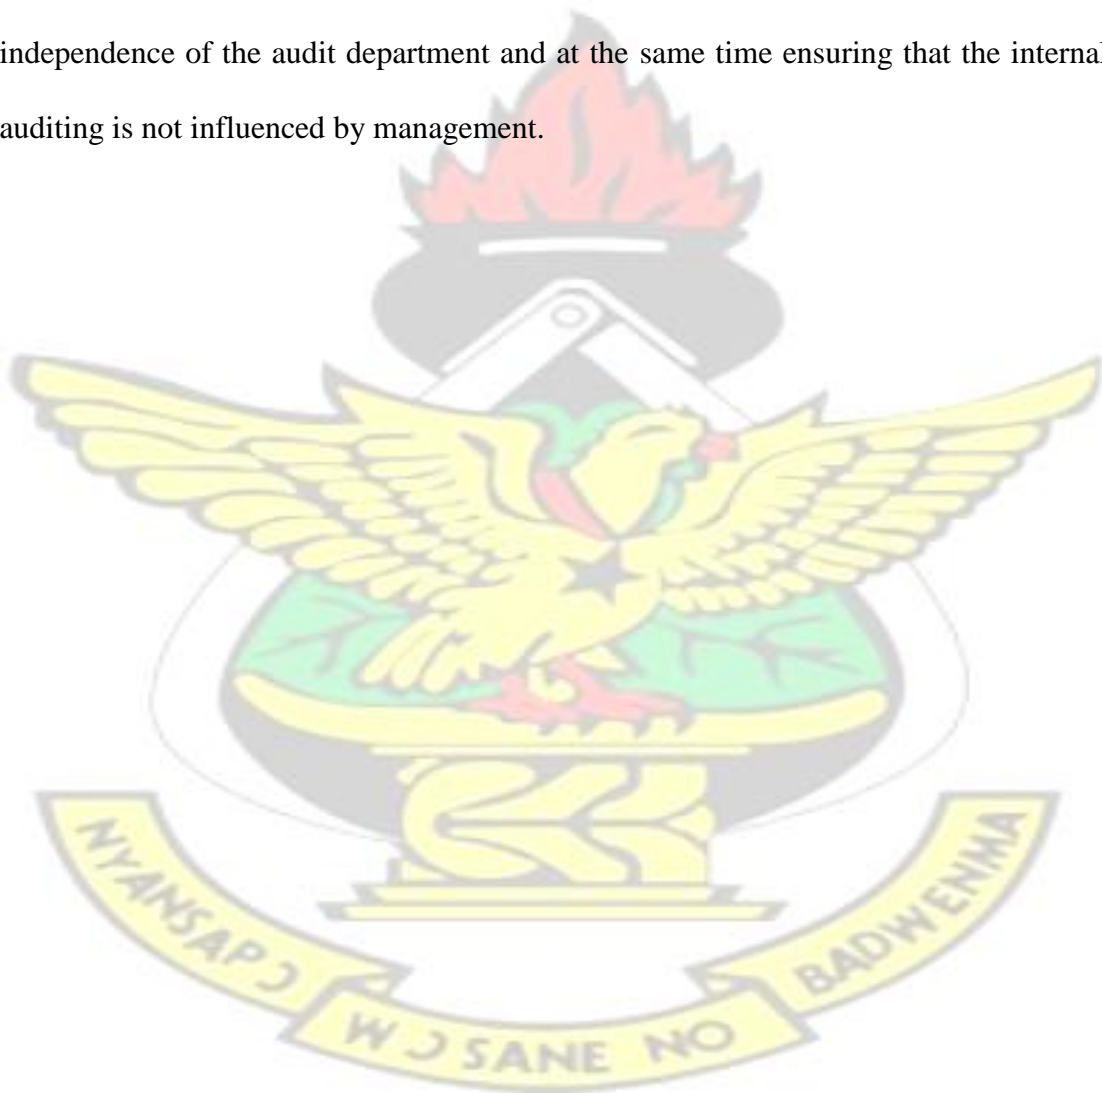 independence of the audit department and at the same time ensuring that the internal
auditing is not influenced by management.
NYANSAPƆ
WƆ SANE NO
BADWENMA